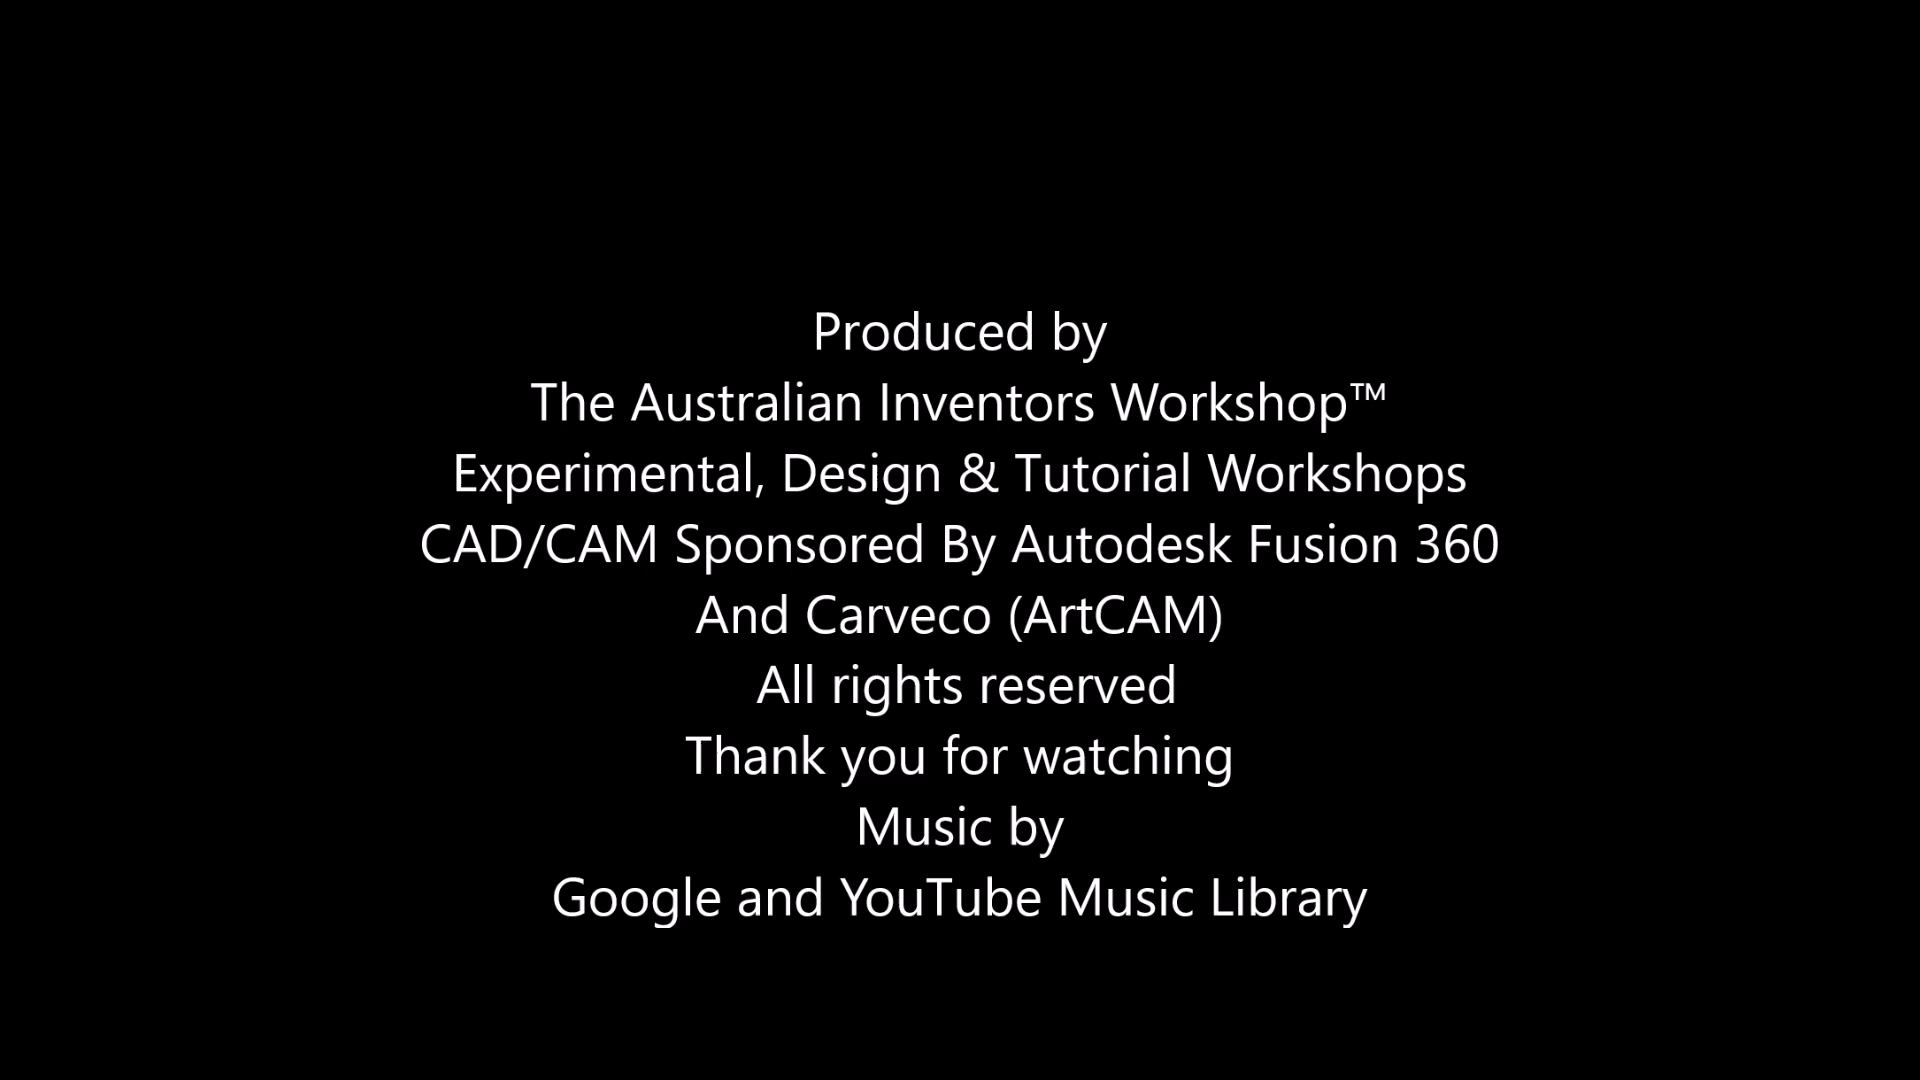 Produced by
The Australian Inventors Workshop™
Experimental, Design & Tutorial Workshops
CAD/CAM Sponsored By Autodesk Fusion 360
And Carveco (ArtCAM)
All rights reserved
Thank you for watching
Music by
Google and YouTube Music Library